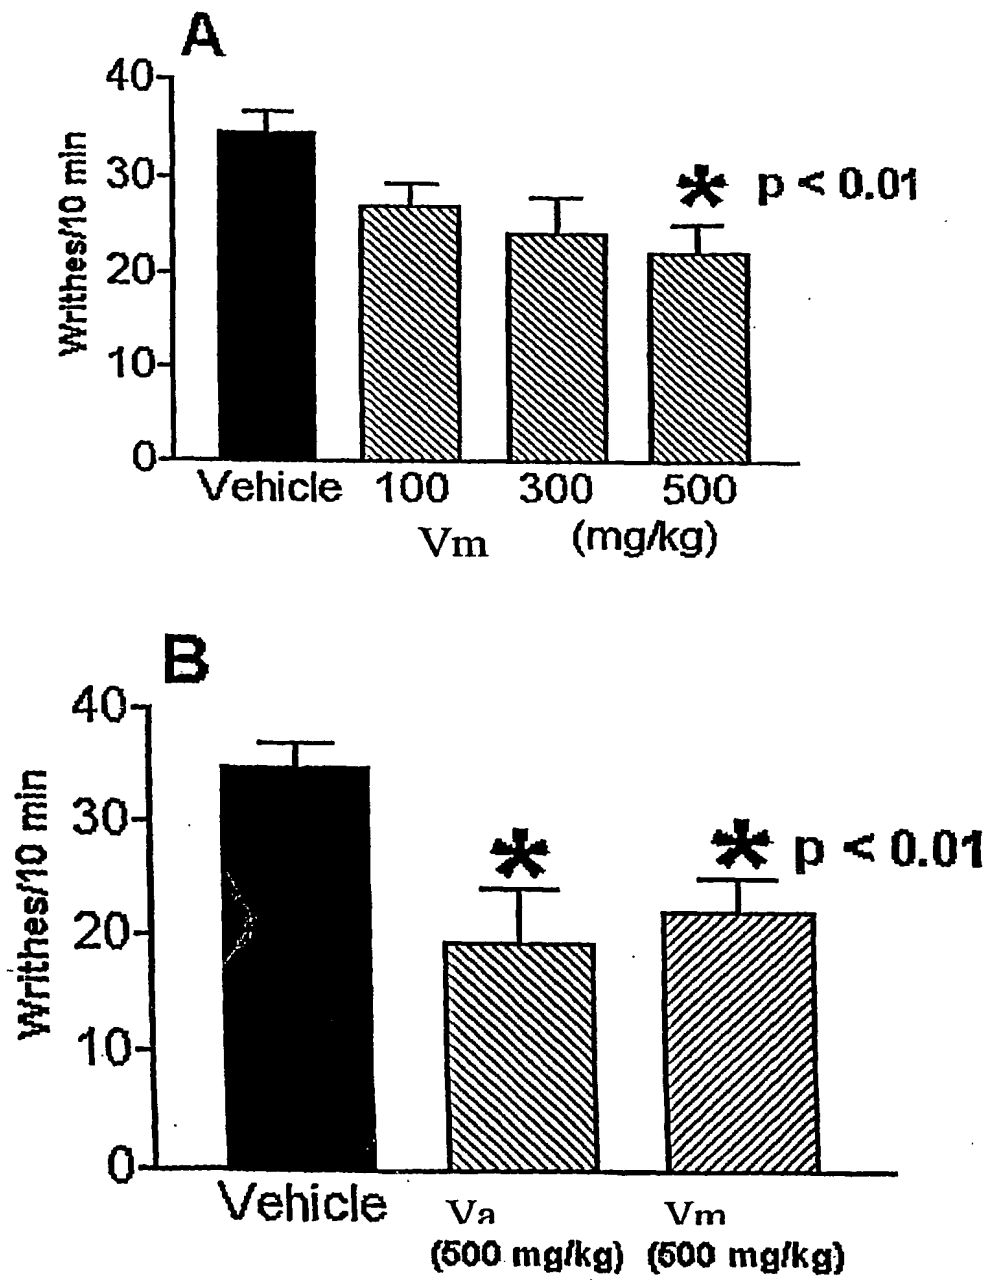 A
40
30
20
10
0
Writhes/10 min
* p < 0.01
Vehicle 100 300 500
Vm (mg/kg)
B
40
30
20
10
0
Writhes/10 min
* * p < 0.01
Vehicle Va Vm
(500 mg/kg) (500 mg/kg)